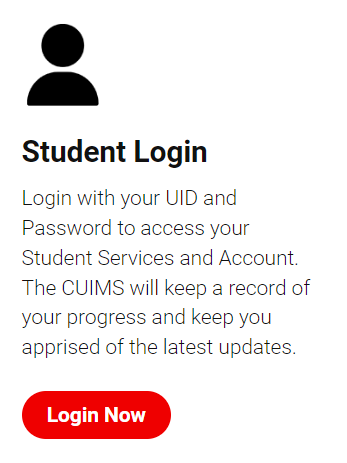 Student Login
Login with your UID and
Password to access your
Student Services and Account.
The CUIMS will keep a record of
your progress and keep you
apprised of the latest updates.
Login Now